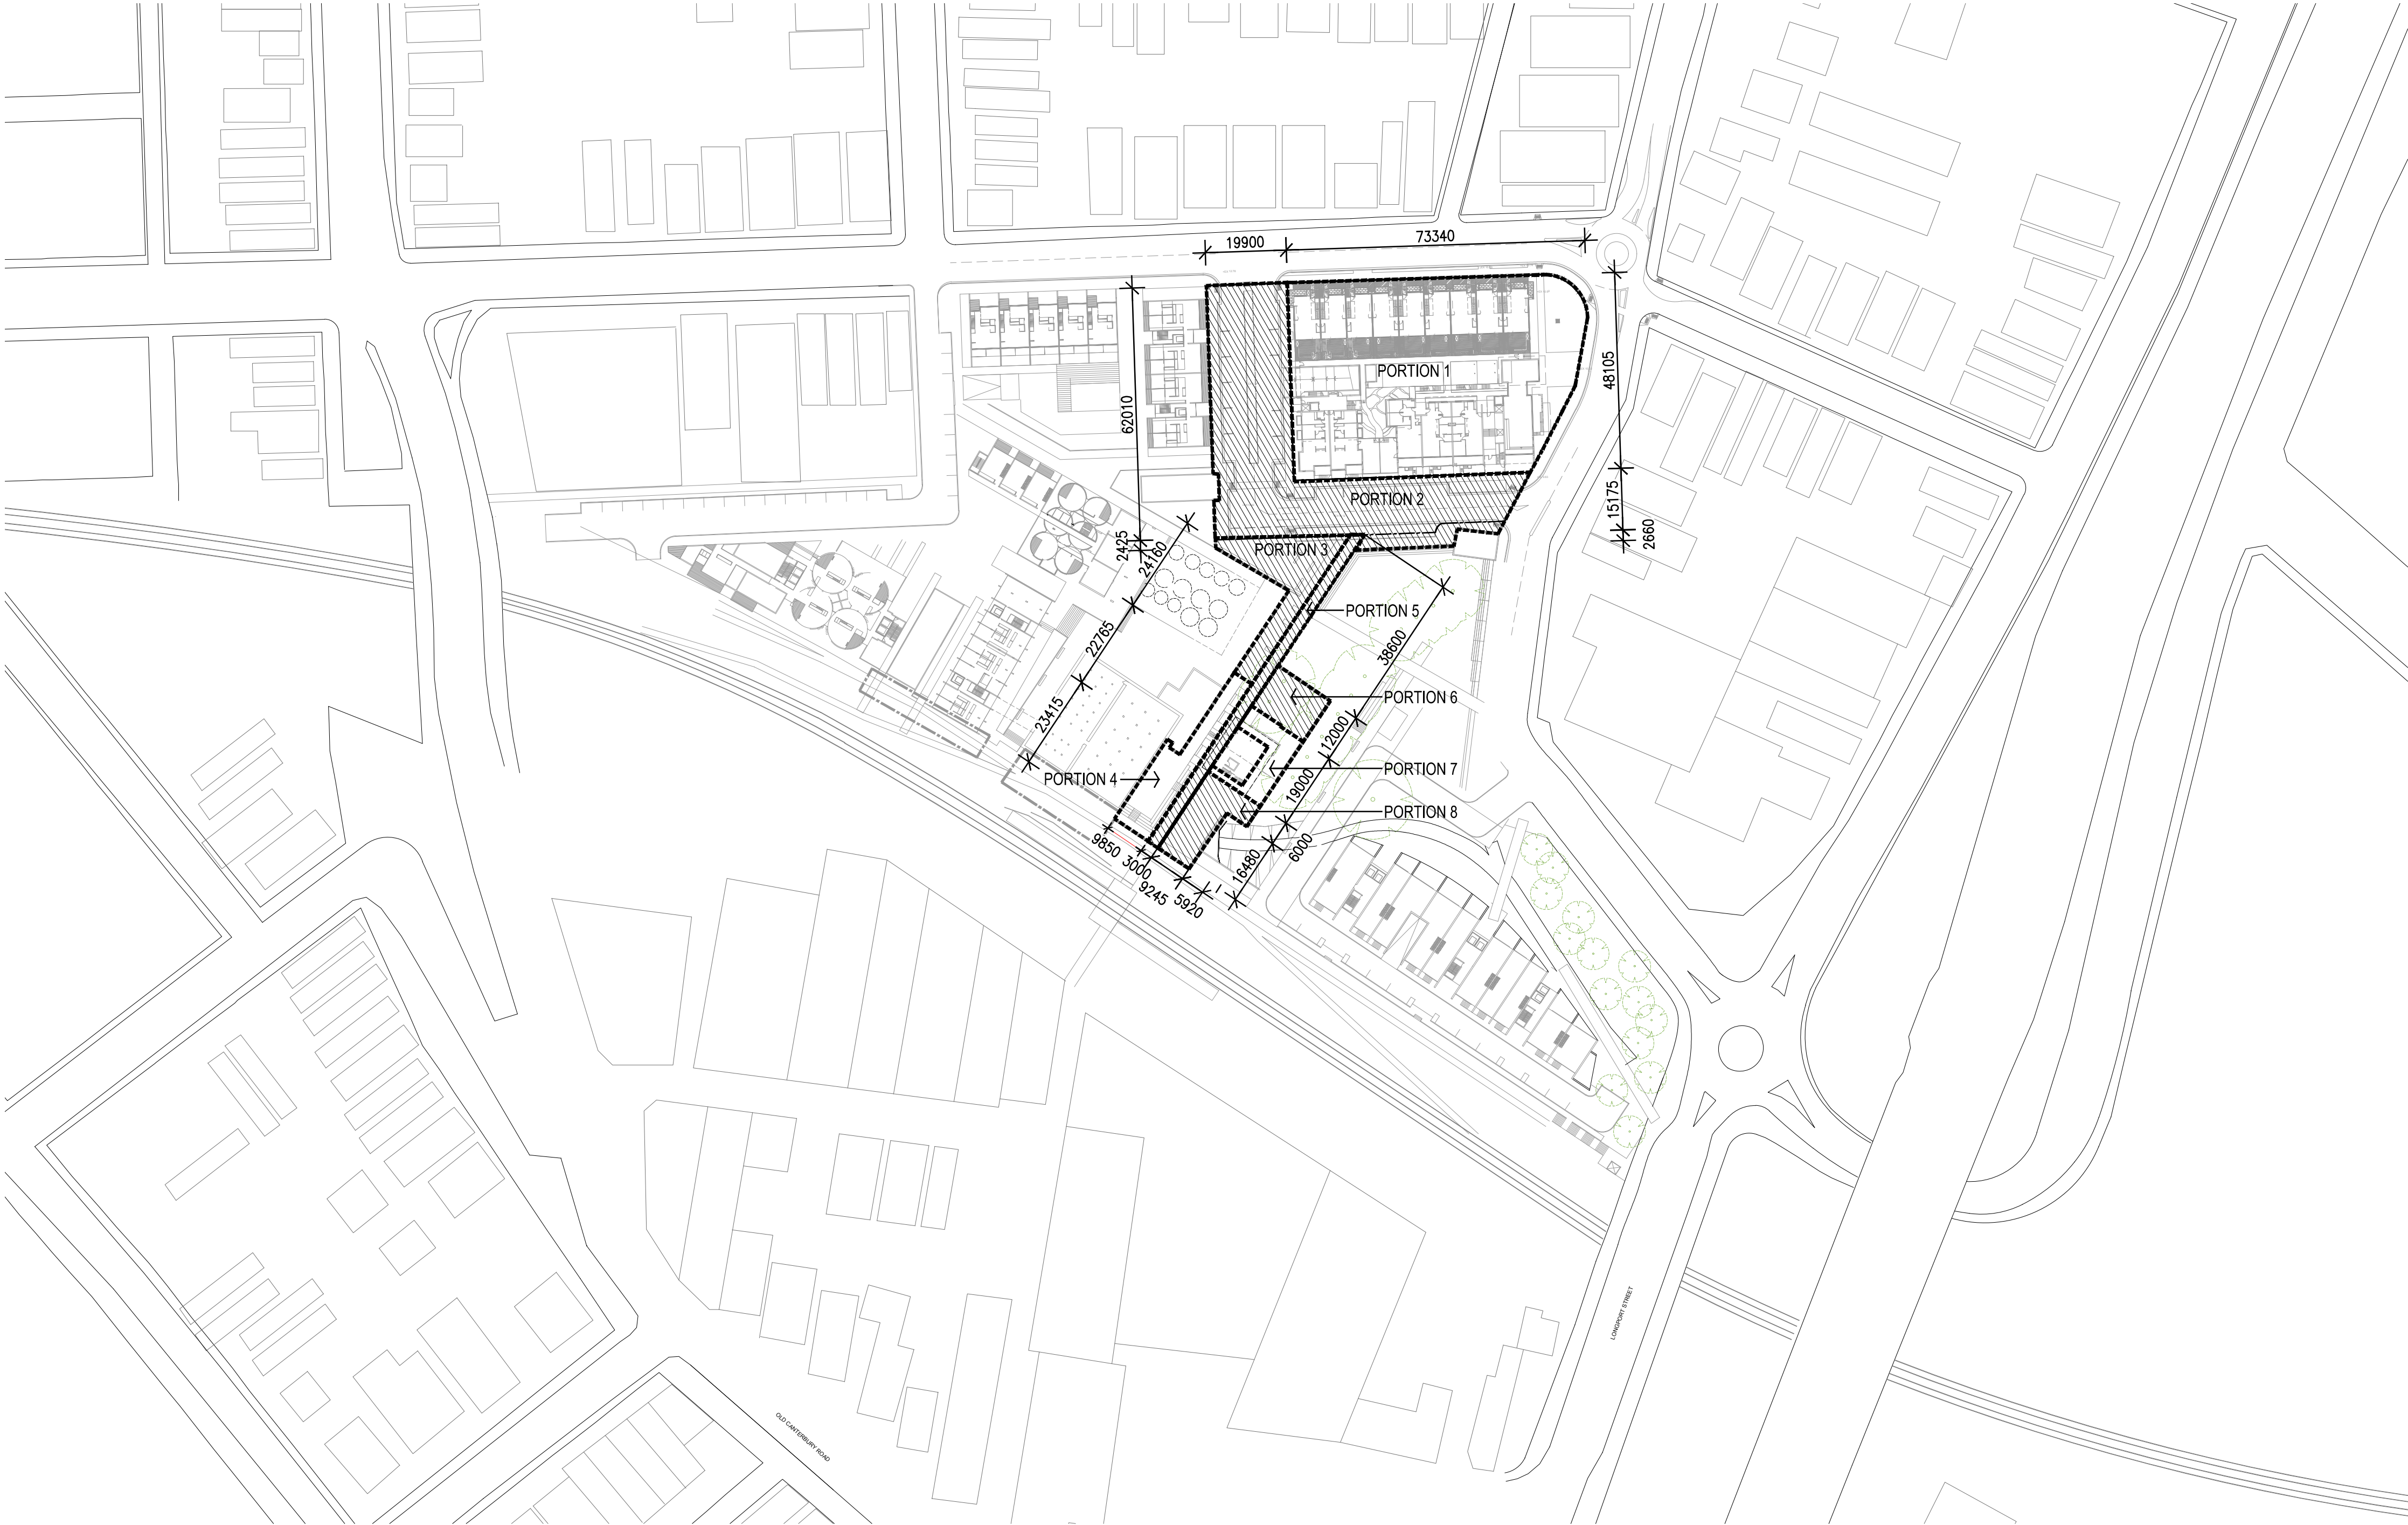 19900
73340
62010
48105
PORTION 1
PORTION 2
15175
2660
2425
24160
PORTION 3
PORTION 5
22765
38600
PORTION 6
23415
12000
PORTION 4
PORTION 7
19000
PORTION 8
6000
9850
3000
9245
5920
16480
LONGPORT STREET
OLD CANTERBURY ROAD